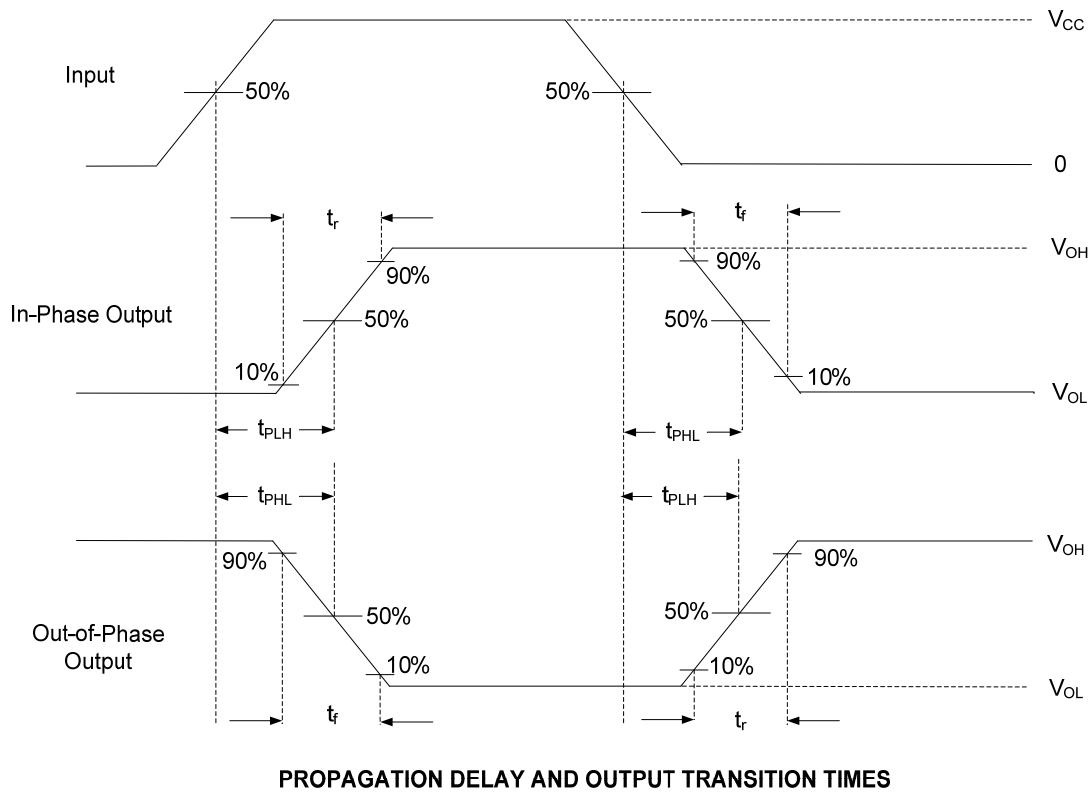 V_CC
Input
50%
50%
0
t_r
t_f
V_OH
90%
90%
In-Phase Output
50%
50%
10%
10%
V_OL
t_PLH
t_PHL
t_PHL
t_PLH
V_OH
90%
90%
50%
50%
Out-of-Phase
Output
10%
10%
V_OL
t_f
t_r
PROPAGATION DELAY AND OUTPUT TRANSITION TIMES